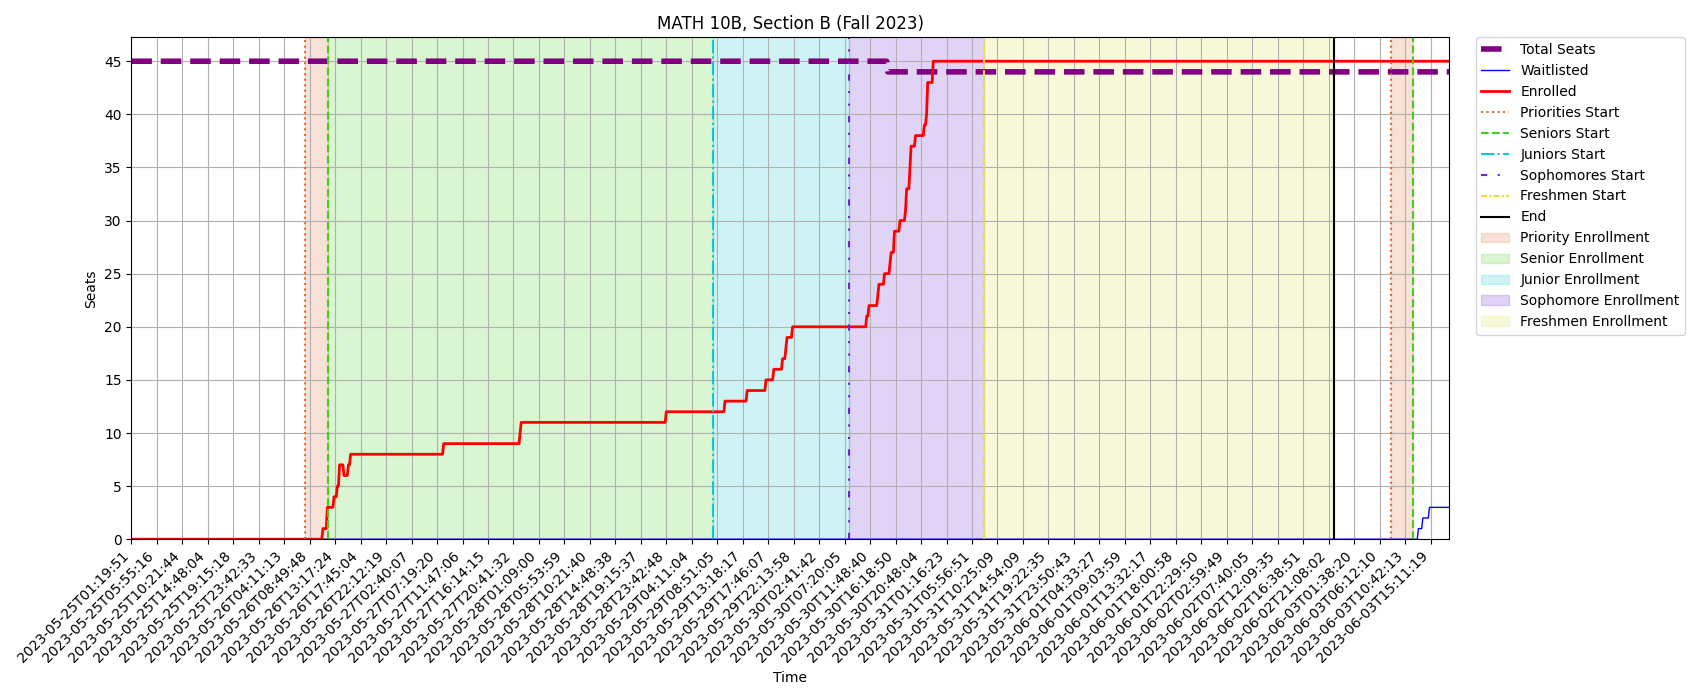 MATH 10B, Section B (Fall 2023)
Seats
45
40
35
30
25
20
15
10
5
0
2023-05-25T01:19:51
2023-05-25T05:55:16
2023-05-25T10:21:44
2023-05-25T14:48:04
2023-05-25T19:15:18
2023-05-25T23:42:33
2023-05-26T04:11:13
2023-05-26T08:49:48
2023-05-26T13:17:24
2023-05-26T17:45:04
2023-05-26T22:12:19
2023-05-27T02:40:07
2023-05-27T07:19:20
2023-05-27T11:47:06
2023-05-27T16:14:15
2023-05-27T20:41:32
2023-05-28T01:09:00
2023-05-28T05:53:59
2023-05-28T10:21:40
2023-05-28T14:48:38
2023-05-28T19:15:37
2023-05-28T23:42:48
2023-05-29T04:11:04
2023-05-29T08:51:05
2023-05-29T13:18:17
2023-05-29T17:46:07
2023-05-29T22:13:58
2023-05-30T02:41:42
2023-05-30T07:20:05
2023-05-30T11:48:40
2023-05-30T16:18:50
2023-05-30T20:48:04
2023-05-31T01:16:23
2023-05-31T05:56:51
2023-05-31T10:25:09
2023-05-31T14:54:09
2023-05-31T19:22:35
2023-05-31T23:50:43
2023-06-01T04:33:27
2023-06-01T09:03:59
2023-06-01T13:32:17
2023-06-01T18:00:58
2023-06-01T22:29:50
2023-06-02T02:59:49
2023-06-02T07:40:05
2023-06-02T12:09:35
2023-06-02T16:38:51
2023-06-02T21:08:02
2023-06-03T01:38:20
2023-06-03T06:12:10
2023-06-03T10:42:13
2023-06-03T15:11:19
Time
Total Seats
Waitlisted
Enrolled
Priorities Start
Seniors Start
Juniors Start
Sophomores Start
Freshmen Start
End
Priority Enrollment
Senior Enrollment
Junior Enrollment
Sophomore Enrollment
Freshmen Enrollment